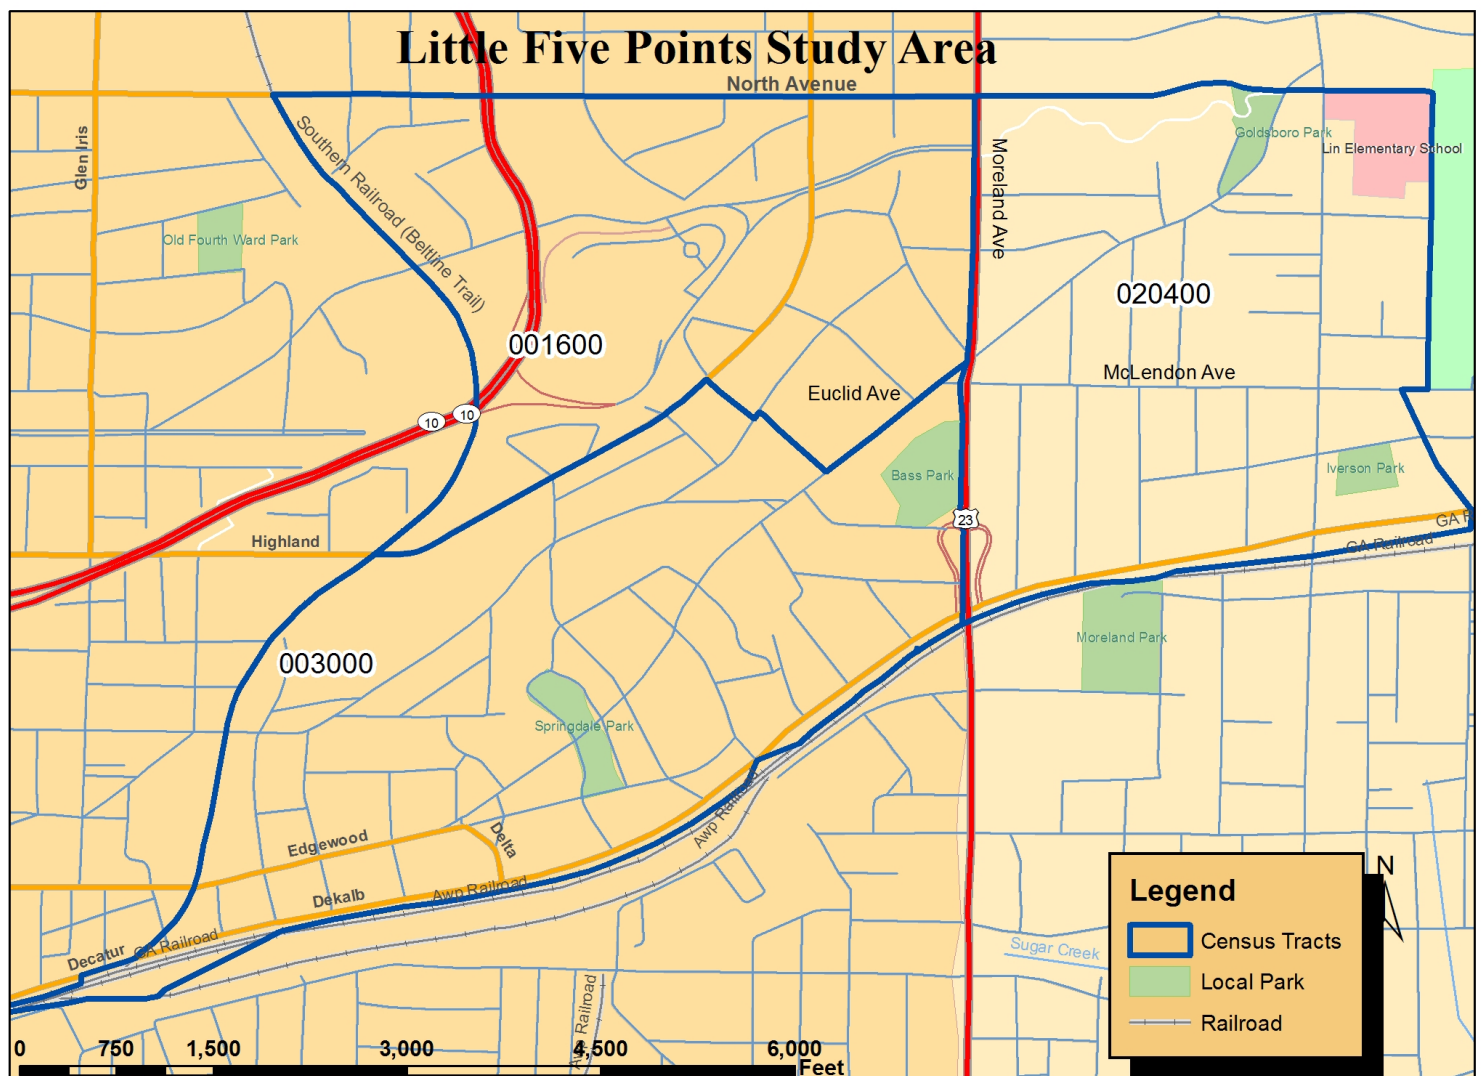 Little Five Points Study Area
North Avenue
Glen Iris
Southern Railroad (Beltline Trail)
Moreland Ave
Goldsboro Park
Lin Elementary School
Old Fourth Ward Park
020400
001600
McLendon Ave
Euclid Ave
10
10
Bass Park
Iverson Park
23
GA R
GA Railroad
Highland
Moreland Park
003000
Springdale Park
Awp Railroad
Edgewood
Delta
Dekalb
Awp Railroad
Decatur
GA Railroad
Sugar Creek
Awp Railroad
N
Legend
Census Tracts
Local Park
Railroad
0 750 1,500 3,000 4,500 6,000
Feet